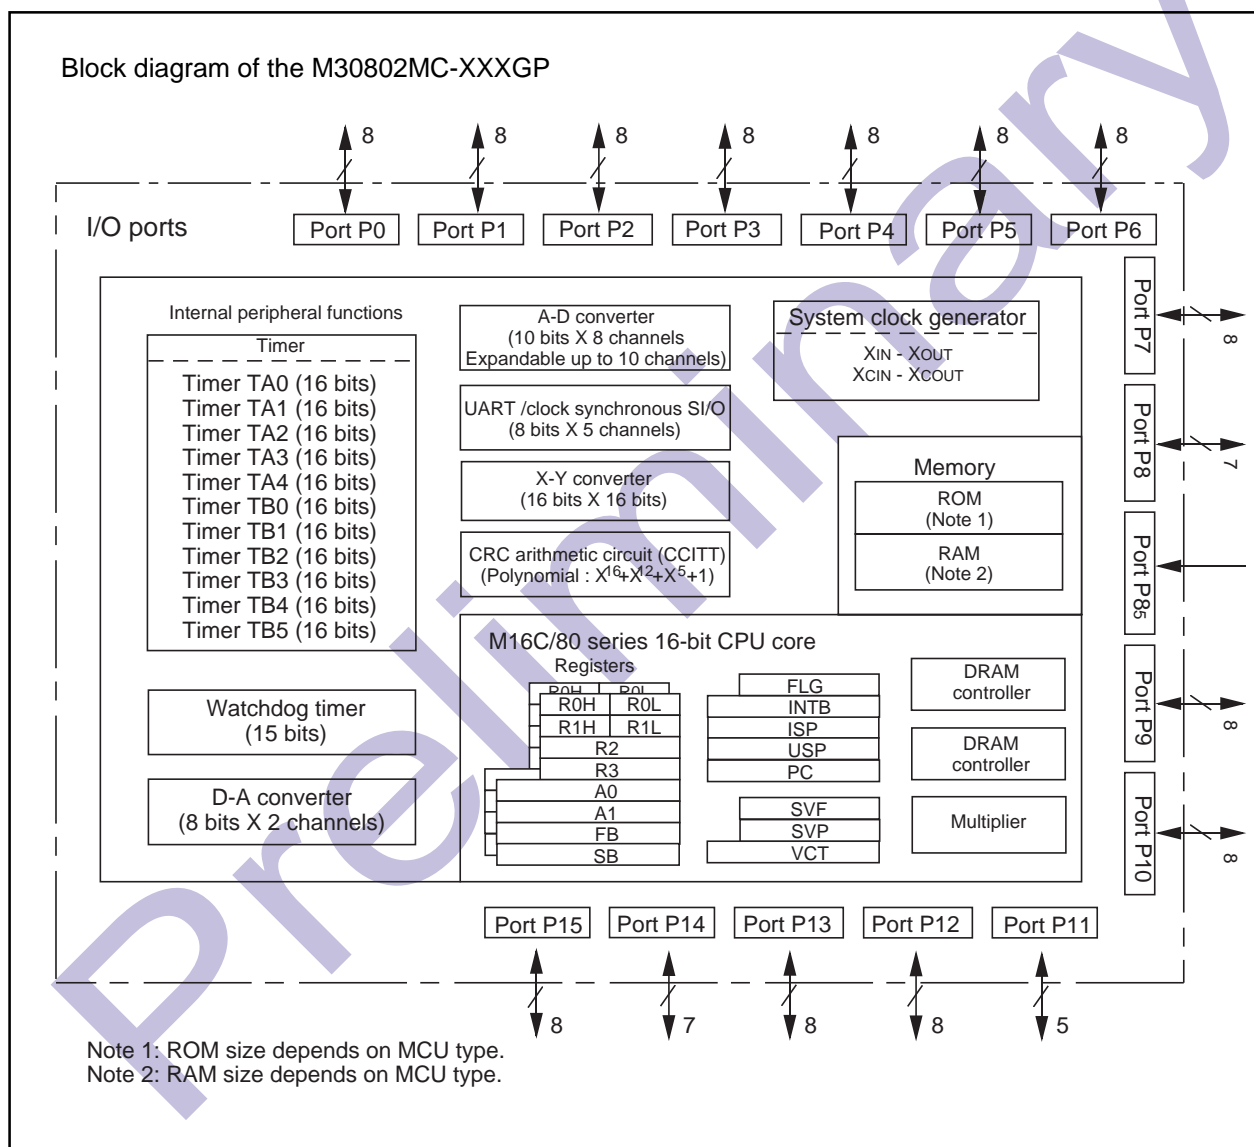 Block diagram of the M30802MC-XXXGP
8 8 8 8 8 8 8
I/O ports
Port P0 Port P1 Port P2 Port P3 Port P4 Port P5 Port P6
Port P7
8
Port P8
7
Port P85
Port P9
8
Port P10
8
Internal peripheral functions
Timer
Timer TA0 (16 bits)
Timer TA1 (16 bits)
Timer TA2 (16 bits)
Timer TA3 (16 bits)
Timer TA4 (16 bits)
Timer TB0 (16 bits)
Timer TB1 (16 bits)
Timer TB2 (16 bits)
Timer TB3 (16 bits)
Timer TB4 (16 bits)
Timer TB5 (16 bits)
Watchdog timer
(15 bits)
D-A converter
(8 bits X 2 channels)
A-D converter
(10 bits X 8 channels
Expandable up to 10 channels)
UART /clock synchronous SI/O
(8 bits X 5 channels)
X-Y converter
(16 bits X 16 bits)
CRC arithmetic circuit (CCITT)
(Polynomial : X16+X12+X5+1)
System clock generator
XIN - XOUT
XCIN - XCOUT
Memory
ROM
(Note 1)
RAM
(Note 2)
M16C/80 series 16-bit CPU core
Registers
R0H R0L
R0H R0L
R1H R1L
R2
R3
A0
A1
FB
SB
FLG
INTB
ISP
USP
PC
SVF
SVP
VCT
DRAM
controller
DRAM
controller
Multiplier
Port P15 Port P14 Port P13 Port P12 Port P11
8 7 8 8 5
Note 1: ROM size depends on MCU type.
Note 2: RAM size depends on MCU type.
Preliminary